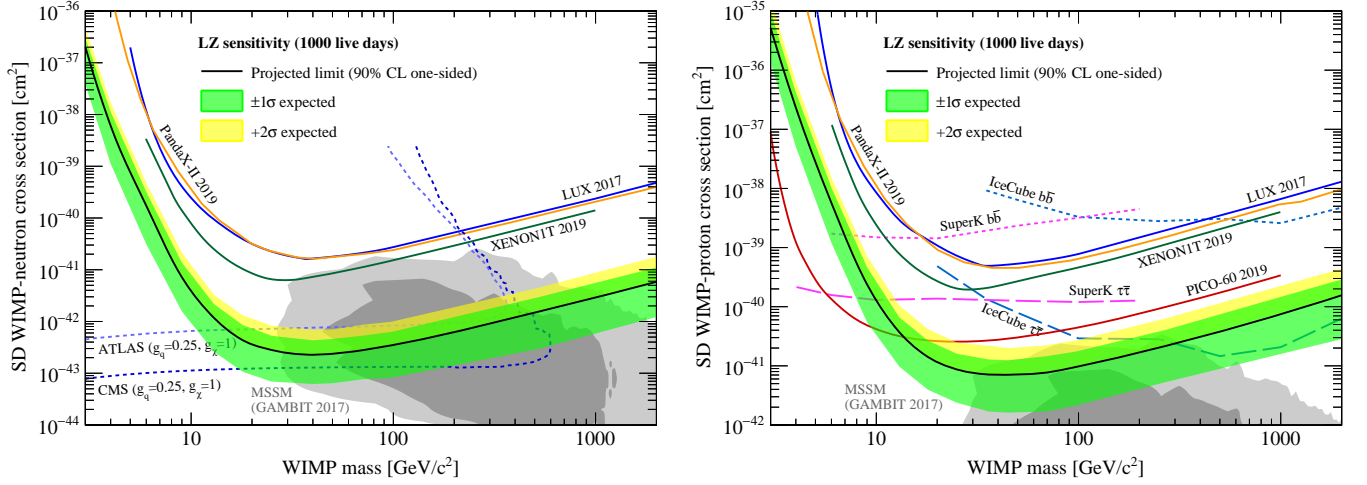 10⁻³⁶
10⁻³⁷
10⁻³⁸
10⁻³⁹
10⁻⁴⁰
10⁻⁴¹
10⁻⁴²
10⁻⁴³
10⁻⁴⁴
SD WIMP-neutron cross section [cm²]
LZ sensitivity (1000 live days)
Projected limit (90% CL one-sided)
±1σ expected
+2σ expected
PandaX-II 2019
LUX 2017
XENON1T 2019
ATLAS (g_q=0.25, g_χ=1)
CMS (g_q=0.25, g_χ=1)
MSSM
(GAMBIT 2017)
10 100 1000
WIMP mass [GeV/c²]
10⁻³⁵
10⁻³⁶
10⁻³⁷
10⁻³⁸
10⁻³⁹
10⁻⁴⁰
10⁻⁴¹
10⁻⁴²
SD WIMP-proton cross section [cm²]
LZ sensitivity (1000 live days)
Projected limit (90% CL one-sided)
±1σ expected
+2σ expected
PandaX-II 2019
IceCube bb̄
LUX 2017
SuperK bb̄
XENON1T 2019
PICO-60 2019
SuperK ττ̄
IceCube ττ̄
MSSM
(GAMBIT 2017)
10 100 1000
WIMP mass [GeV/c²]